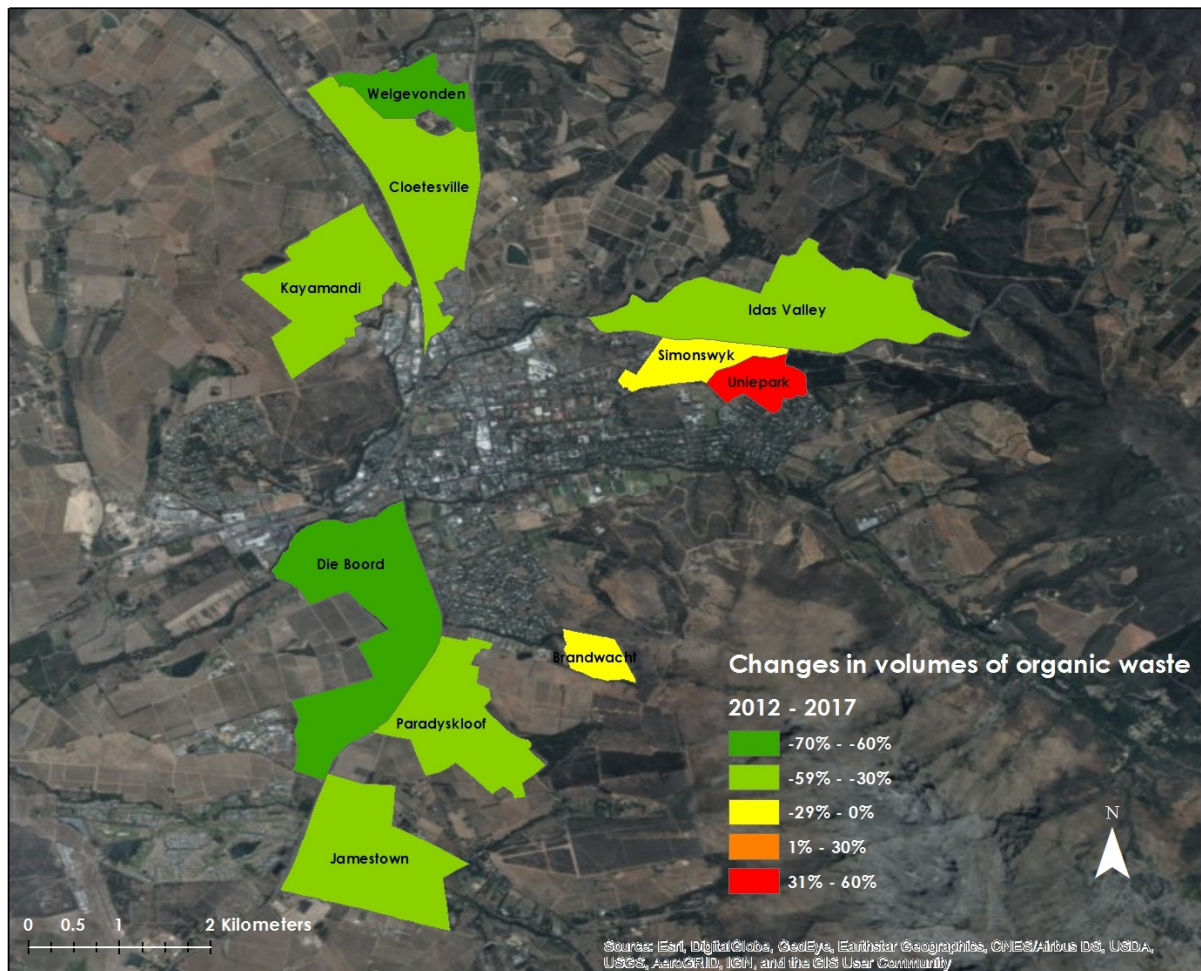 Welgevonden
Cloetesville
Kayamandi
Idas Valley
Simonswyk
Uniepark
Die Boord
Brandwacht
Paradyskloof
Jamestown
Changes in volumes of organic waste
2012 - 2017
-70% - -60%
-59% - -30%
-29% - 0%
1% - 30%
31% - 60%
N
0 0.5 1 2 Kilometers
Source: Esri, DigitalGlobe, GeoEye, Earthstar Geographics, CNES/Airbus DS, USDA,
USGS, AeroGRID, IGN, and the GIS User Community